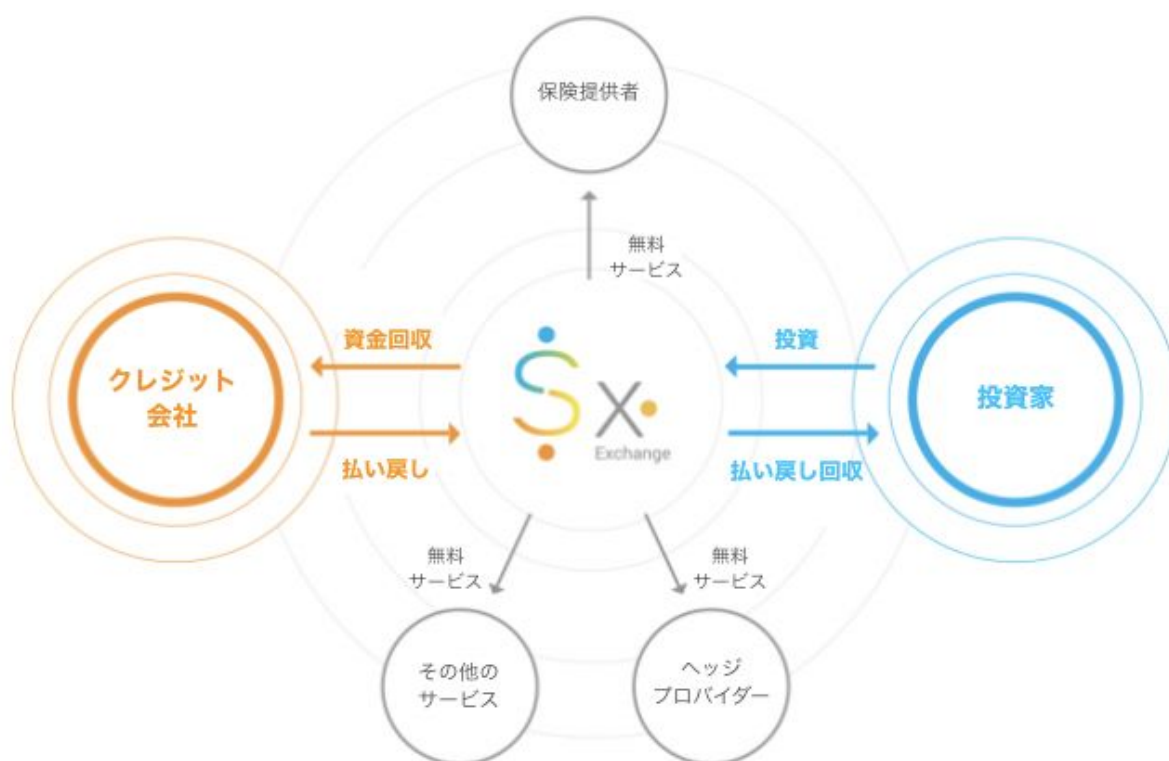 保険提供者
無料
サービス
資金回収
投資
クレジット
会社
投資家
Sx
Exchange
払い戻し
払い戻し回収
無料
サービス
無料
サービス
その他の
サービス
ヘッジ
プロバイダー